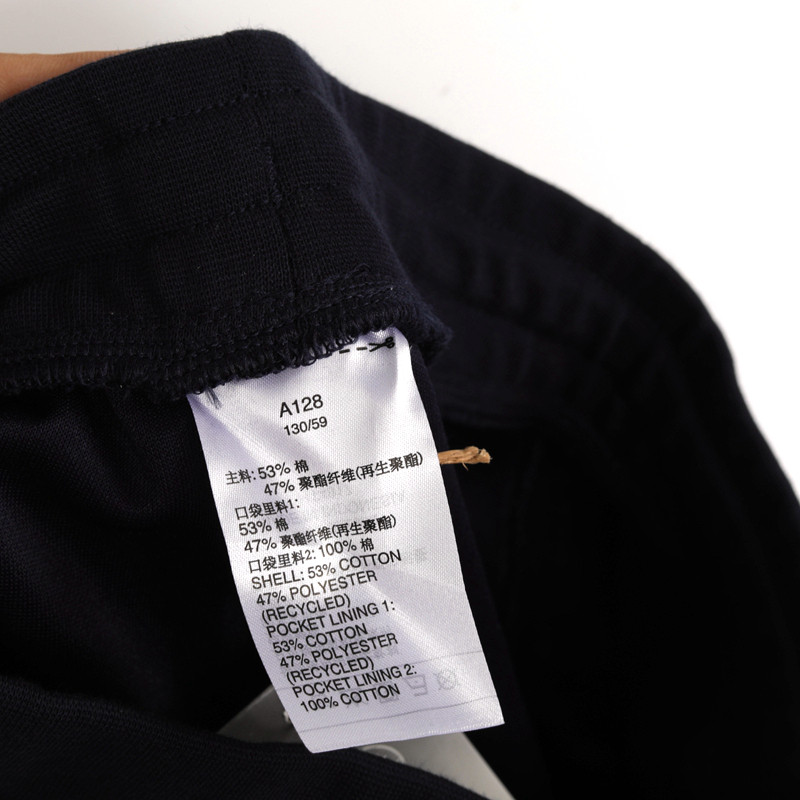 A128
130/59
主料: 53% 棉
47% 聚酯纤维(再生聚酯)
口袋里料1:
53% 棉
47% 聚酯纤维(再生聚酯)
口袋里料2: 100% 棉
SHELL: 53% COTTON
47% POLYESTER
(RECYCLED)
POCKET LINING 1:
53% COTTON
47% POLYESTER
(RECYCLED)
POCKET LINING 2:
100% COTTON